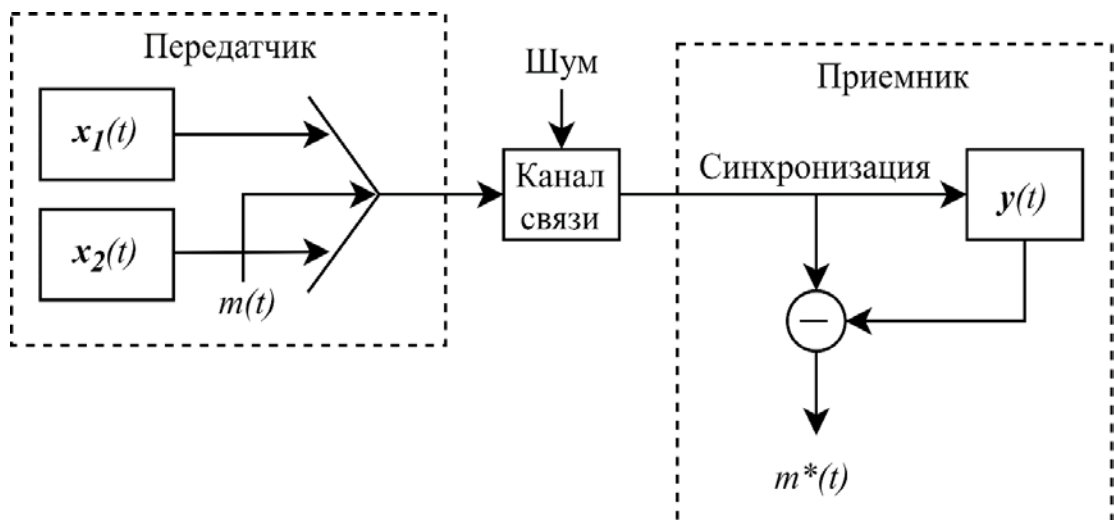 Передатчик
x₁(t)
x₂(t)
m(t)
Шум
Канал
связи
Приемник
Синхронизация
y(t)
—
m*(t)